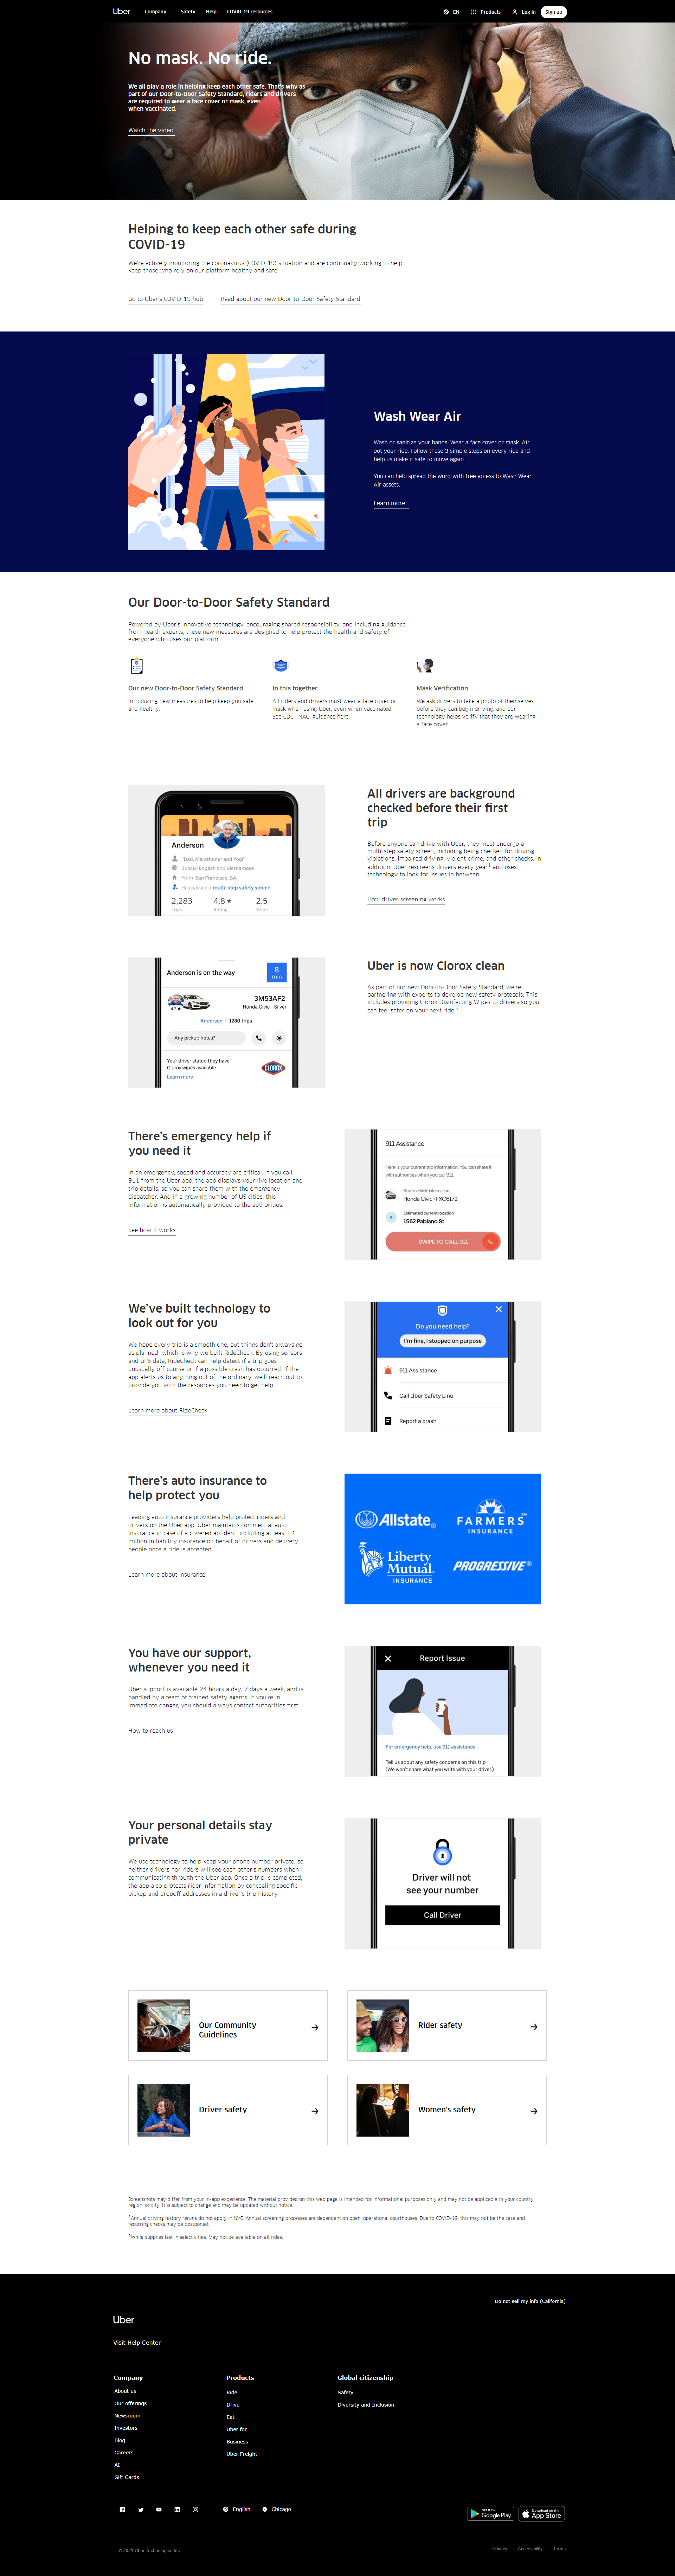 Uber
Company
Safety
Help
COVID-19 resources
EN
Products
Log in
Sign up
No mask. No ride.
We all play a role in helping keep each other safe. That's why as
part of our Door-to-Door Safety Standard, riders and drivers
are required to wear a face cover or mask, even
when vaccinated.
Watch the video
Helping to keep each other safe during
COVID-19
We're actively monitoring the coronavirus (COVID-19) situation and are continually working to help
keep those who rely on our platform healthy and safe.
Go to Uber's COVID-19 hub
Read about our new Door-to-Door Safety Standard
Wash Wear Air
Wash or sanitize your hands. Wear a face cover or mask. Air
out your ride. Follow these 3 simple steps on every ride and
help us make it safe to move again.
You can help spread the word with free access to Wash Wear
Air assets.
Learn more
Our Door-to-Door Safety Standard
Powered by Uber's innovative technology, encouraging shared responsibility, and including guidance
from health experts, these new measures are designed to help protect the health and safety of
everyone who uses our platform.
Our new Door-to-Door Safety Standard
Introducing new measures to help keep you safe
and healthy.
In this together
All riders and drivers must wear a face cover or
mask when using Uber, even when vaccinated.
See CDC | NACI guidance here.
Mask Verification
We ask drivers to take a photo of themselves
before they can begin driving, and our
technology helps verify that they are wearing
a face cover.
Anderson
"Dad, Marathoner and Yogi"
Speaks English and Vietnamese
From San Francisco, CA
Has passed a multi-step safety screen
2,283
4.8 ★
2.5
Trips
Rating
Years
All drivers are background
checked before their first
trip
Before anyone can drive with Uber, they must undergo a
multi-step safety screen, including being checked for driving
violations, impaired driving, violent crime, and other checks. In
addition, Uber rescreens drivers every year1 and uses
technology to look for issues in between.
How driver screening works
Anderson is on the way
8
min
3M53AF2
Honda Civic - Silver
4.7 ★
Anderson • 1280 trips
Any pickup notes?
Your driver stated they have
Clorox wipes available
Learn more
CLOROX
Uber is now Clorox clean
As part of our new Door-to-Door Safety Standard, we're
partnering with experts to develop new safety protocols. This
includes providing Clorox Disinfecting Wipes to drivers so you
can feel safer on your next ride.2
There's emergency help if
you need it
In an emergency, speed and accuracy are critical. If you call
911 from the Uber app, the app displays your live location and
trip details, so you can share them with the emergency
dispatcher. And in a growing number of US cities, this
information is automatically provided to the authorities.
See how it works
911 Assistance
Here is your current trip information. You can share it
with authorities when you call 911.
Blake's vehicle information
Honda Civic • FXC6172
Estimated current location
1562 Pablano St
SWIPE TO CALL 911
We've built technology to
look out for you
We hope every trip is a smooth one, but things don't always go
as planned—which is why we built RideCheck. By using sensors
and GPS data, RideCheck can help detect if a trip goes
unusually off-course or if a possible crash has occurred. If the
app alerts us to anything out of the ordinary, we'll reach out to
provide you with the resources you need to get help.
Learn more about RideCheck
Do you need help?
I'm fine, I stopped on purpose
911 Assistance
Call Uber Safety Line
Report a crash
There's auto insurance to
help protect you
Leading auto insurance providers help protect riders and
drivers on the Uber app. Uber maintains commercial auto
insurance in case of a covered accident, including at least $1
million in liability insurance on behalf of drivers and delivery
people once a ride is accepted.
Learn more about insurance
Allstate®
FARMERS℠
INSURANCE
Liberty
Mutual®
INSURANCE
PROGRESSIVE®
You have our support,
whenever you need it
Uber support is available 24 hours a day, 7 days a week, and is
handled by a team of trained safety agents. If you're in
immediate danger, you should always contact authorities first.
How to reach us
Report Issue
For emergency help, use 911 assistance
Tell us about any safety concerns on this trip.
(We won't share what you write with your driver.)
Your personal details stay
private
We use technology to help keep your phone number private, so
neither drivers nor riders will see each other's numbers when
communicating through the Uber app. Once a trip is completed,
the app also protects rider information by concealing specific
pickup and dropoff addresses in a driver's trip history.
Driver will not
see your number
Call Driver
Our Community
Guidelines
Rider safety
Driver safety
Women's safety
Screenshots may differ from your in-app experience. The material provided on this web page is intended for informational purposes only and may not be applicable in your country,
region, or city. It is subject to change and may be updated without notice.
1Annual driving history reruns do not apply in NYC. Annual screening processes are dependent on open, operational courthouses. Due to COVID-19, this may not be the case and
recurring checks may be postponed.
2While supplies last in select cities. May not be available on all rides.
Do not sell my info (California)
Uber
Visit Help Center
Company
About us
Our offerings
Newsroom
Investors
Blog
Careers
AI
Gift Cards
Products
Ride
Drive
Eat
Uber for
Business
Uber Freight
Global citizenship
Safety
Diversity and Inclusion
English
Chicago
GET IT ON
Google Play
Download on the
App Store
© 2021 Uber Technologies Inc.
Privacy
Accessibility
Terms